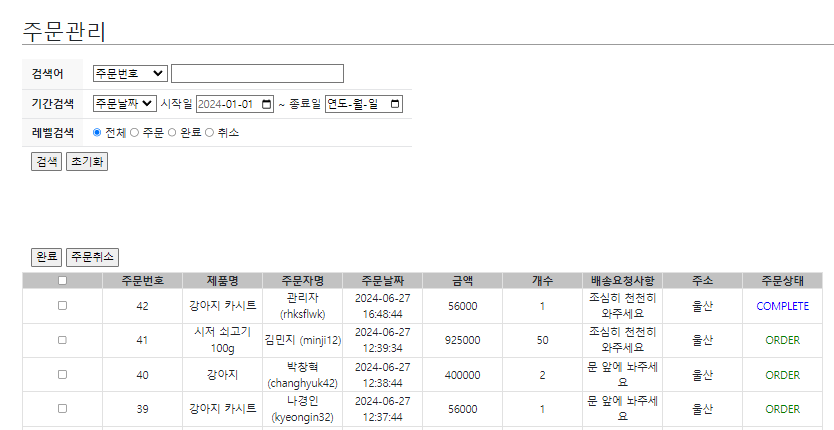 주문관리
검색어 주문번호
기간검색 주문날짜 시작일 2024-01-01 ~ 종료일 연도-월-일
레벨검색 전체 주문 완료 취소
검색 초기화
완료 주문취소
주문번호 제품명 주문자명 주문날짜 금액 개수 배송요청사항 주소 주문상태
42 강아지 카시트 관리자 (rhksflwk) 2024-06-27 16:48:44 56000 1 조심히 천천히 와주세요 울산 COMPLETE
41 시저 쇠고기 100g 김민지 (minji12) 2024-06-27 12:39:34 925000 50 조심히 천천히 와주세요 울산 ORDER
40 강아지 박창혁 (changhyuk42) 2024-06-27 12:38:44 400000 2 문 앞에 놔주세요 울산 ORDER
39 강아지 카시트 나경인 (kyeongin32) 2024-06-27 12:37:44 56000 1 문 앞에 놔주세요 울산 ORDER